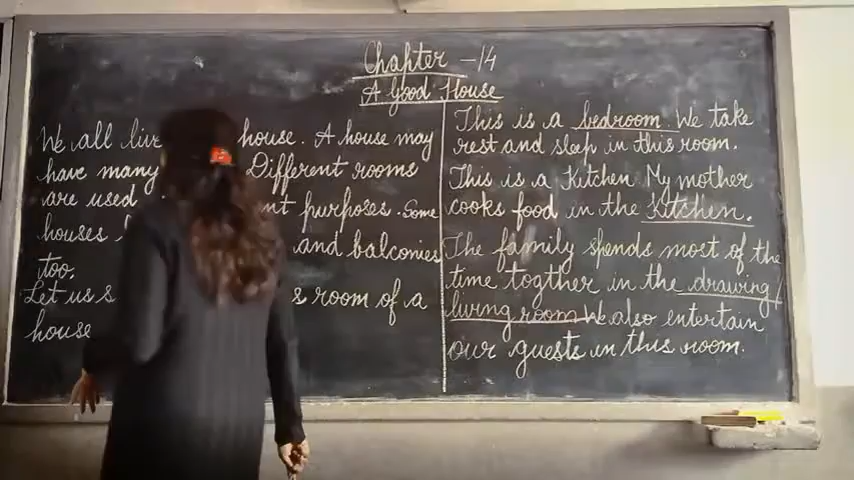 Chapter - 14
A Good House
We all live house. A house may
have many Different rooms
are used nt purposes. Some
houses and balconies
too.
Let us s s room of a
house
This is a bedroom. We take
rest and sleep in this room.
This is a Kitchen My mother
cooks food in the Kitchen.
The family spends most of the
time togther in the drawing/
living room We also entertain
our guests in this room.